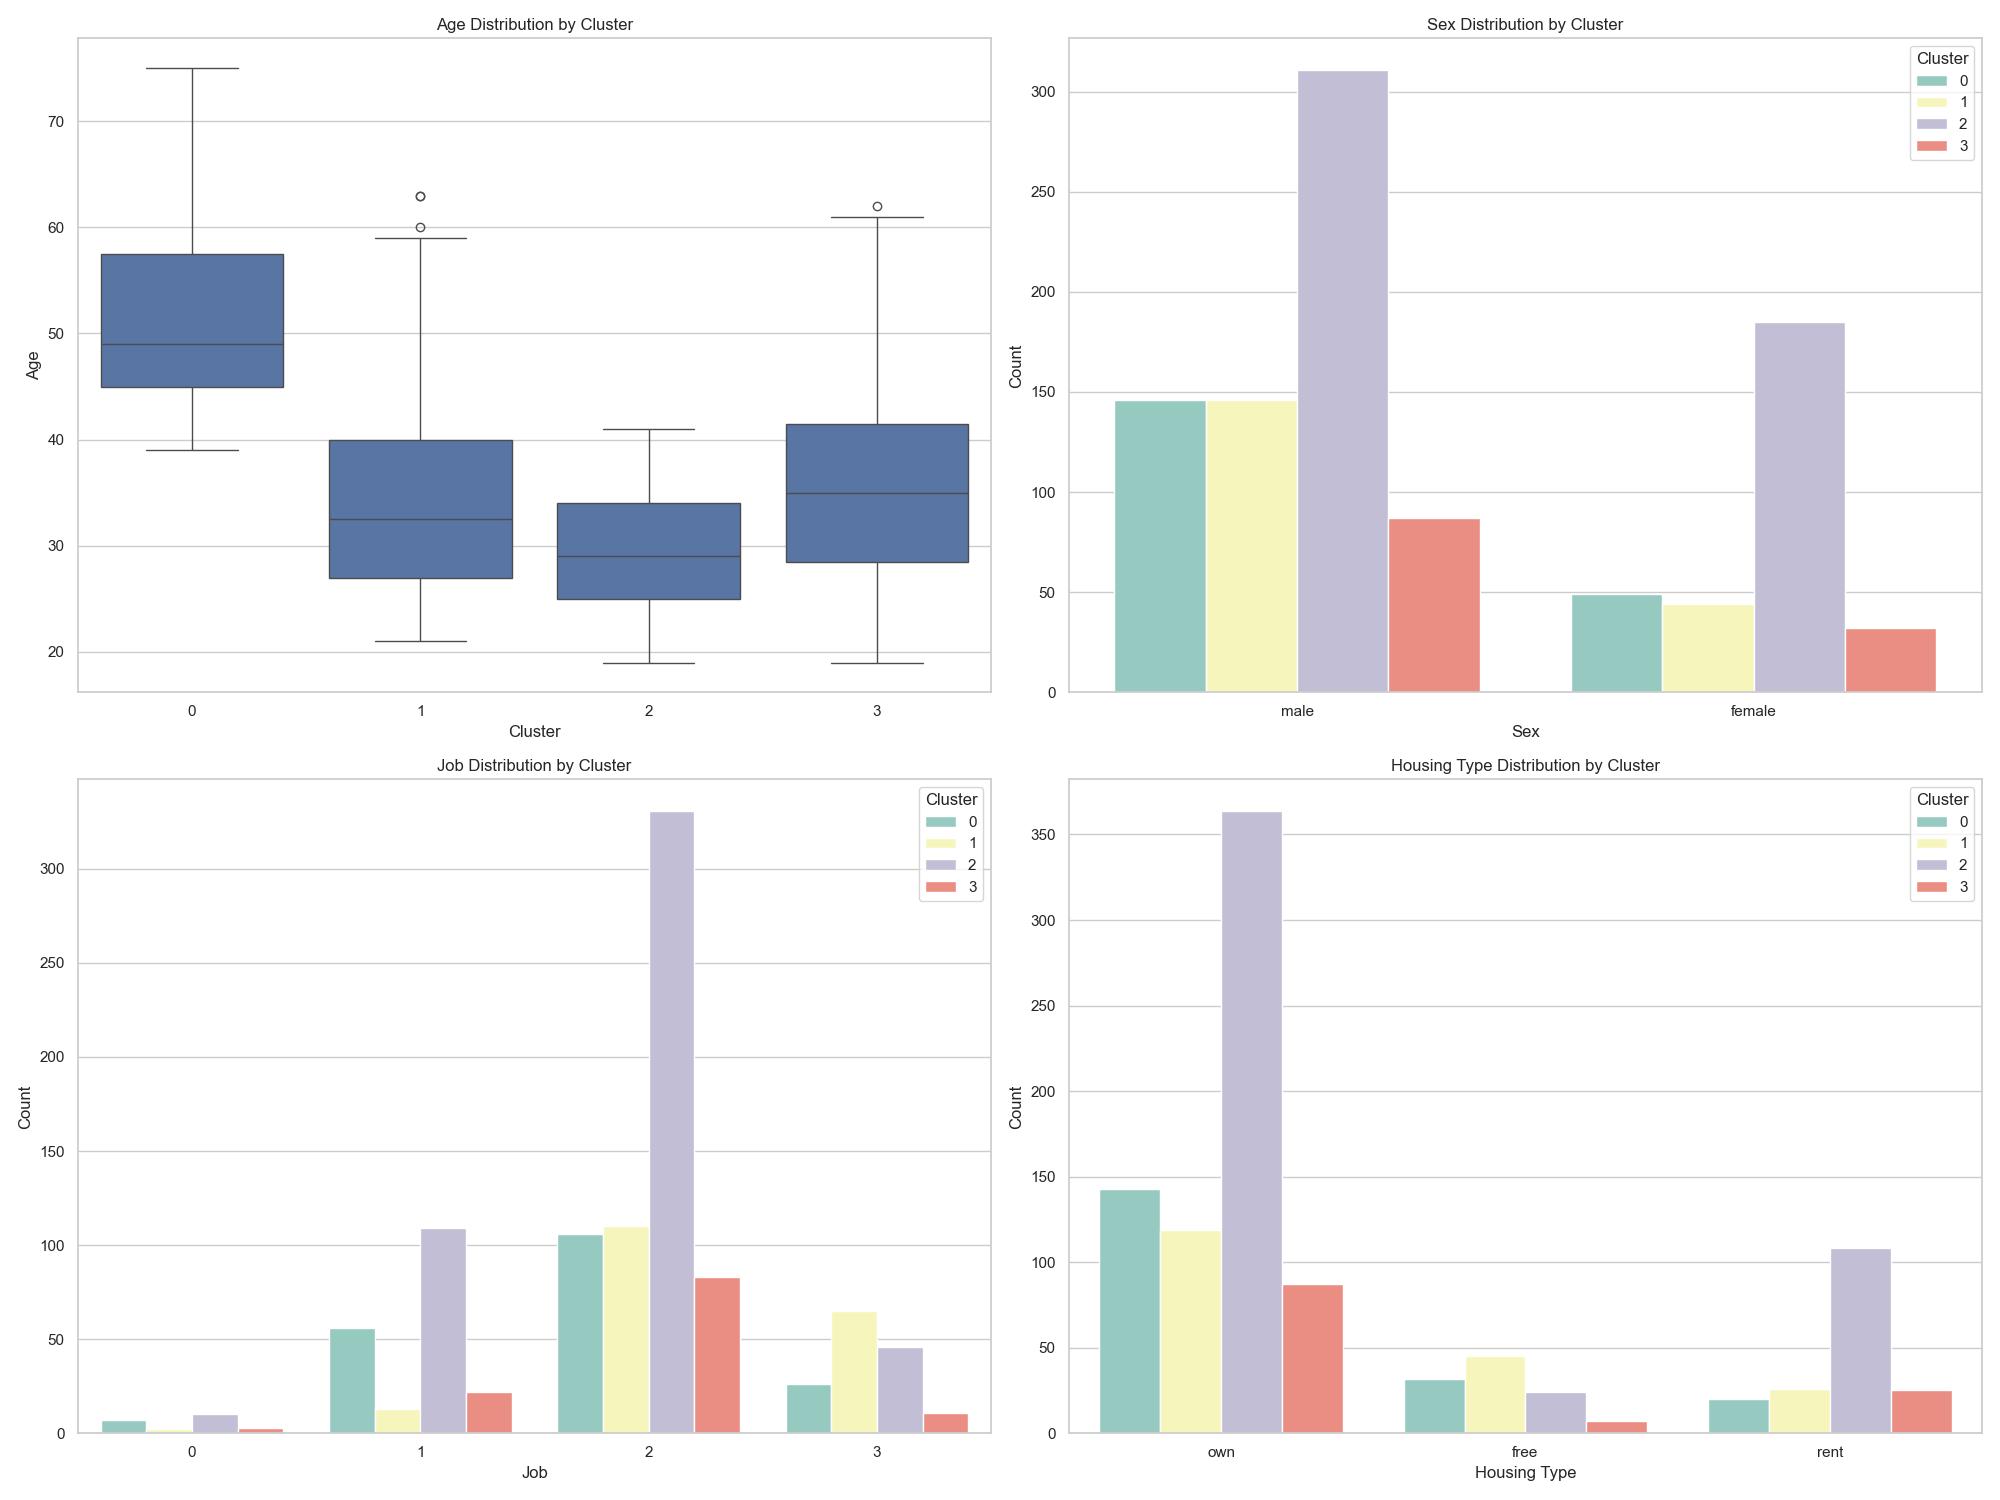 Age Distribution by Cluster
70
60
50
40
30
20
Age
0 1 2 3
Cluster
Sex Distribution by Cluster
300
250
200
150
100
50
0
Count
male female
Sex
Cluster
0
1
2
3
Job Distribution by Cluster
300
250
200
150
100
50
0
Count
0 1 2 3
Job
Cluster
0
1
2
3
Housing Type Distribution by Cluster
350
300
250
200
150
100
50
0
Count
own free rent
Housing Type
Cluster
0
1
2
3